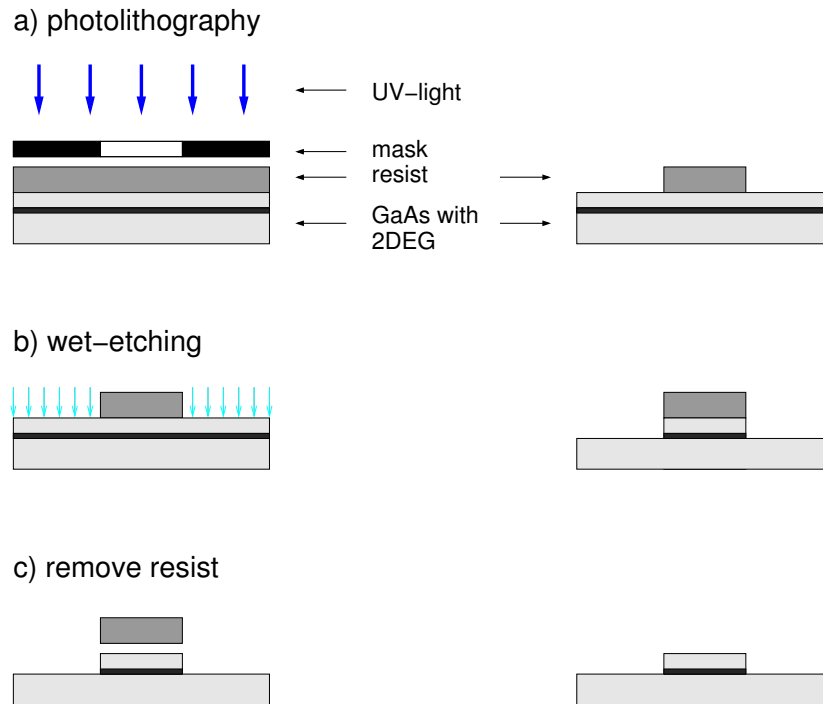 a) photolithography
UV−light
mask
resist
GaAs with
2DEG
b) wet−etching
c) remove resist